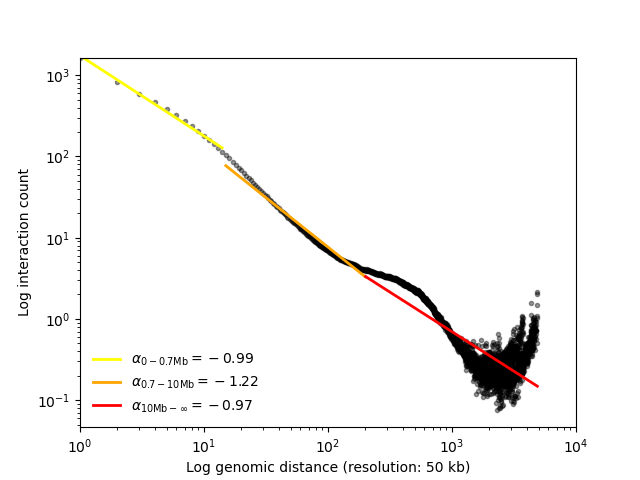 Log interaction count
10³
10²
10¹
10⁰
10⁻¹
α₀₋₀.₇Mb = −0.99
α₀.₇₋₁₀Mb = −1.22
α₁₀Mb₋∞ = −0.97
10⁰ 10¹ 10² 10³ 10⁴
Log genomic distance (resolution: 50 kb)